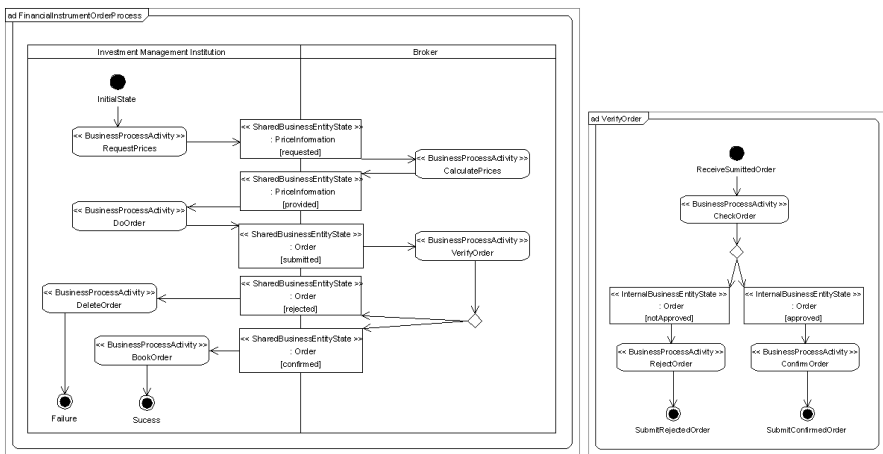 ad FinancialInstrumentOrderProcess
Investment Management Institution
Broker
InitialState
<< BusinessProcessActivity >>
RequestPrices
<< SharedBusinessEntityState >>
: PriceInformation
[requested]
<< BusinessProcessActivity >>
CalculatePrices
<< SharedBusinessEntityState >>
: PriceInformation
[provided]
<< BusinessProcessActivity >>
DoOrder
<< SharedBusinessEntityState >>
: Order
[submitted]
<< BusinessProcessActivity >>
VerifyOrder
<< SharedBusinessEntityState >>
: Order
[rejected]
<< BusinessProcessActivity >>
DeleteOrder
<< SharedBusinessEntityState >>
: Order
[confirmed]
<< BusinessProcessActivity >>
BookOrder
Failure
Sucess
ad VerifyOrder
ReceiveSumittedOrder
<< BusinessProcessActivity >>
CheckOrder
<< InternalBusinessEntityState >>
: Order
[notApproved]
<< InternalBusinessEntityState >>
: Order
[approved]
<< BusinessProcessActivity >>
RejectOrder
<< BusinessProcessActivity >>
ConfirmOrder
SubmitRejectedOrder
SubmitConfirmedOrder